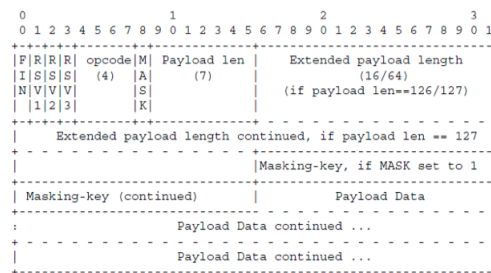 0                   1                   2                   3
 0 1 2 3 4 5 6 7 8 9 0 1 2 3 4 5 6 7 8 9 0 1 2 3 4 5 6 7 8 9 0 1
+-+-+-+-+-------+-+-------------+-------------------------------
|F|R|R|R| opcode|M| Payload len |    Extended payload length
|I|S|S|S|  (4)  |A|     (7)     |             (16/64)
|N|V|V|V|       |S|             |   (if payload len==126/127)
| |1|2|3|       |K|             |
+-+-+-+-+-------+-+-------------+ - - - - - - - - - - - - - - -
|     Extended payload length continued, if payload len == 127
+ - - - - - - - - - - - - - - - +-------------------------------
|                               |Masking-key, if MASK set to 1
+-------------------------------+-------------------------------
| Masking-key (continued)       |          Payload Data
+-------------------------------- - - - - - - - - - - - - - - -
:                     Payload Data continued ...
+ - - - - - - - - - - - - - - - - - - - - - - - - - - - - - - -
|                     Payload Data continued ...
+---------------------------------------------------------------